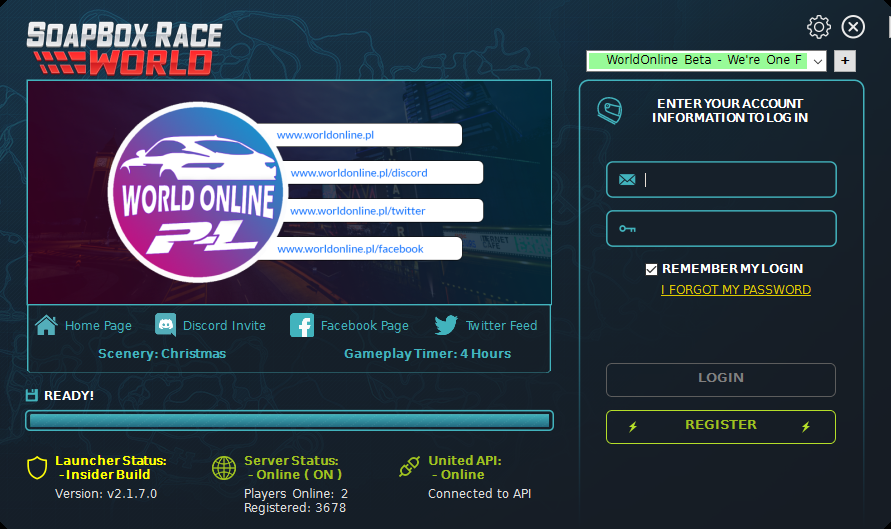 SOAPBOX RACE
WORLD
WorldOnline Beta - We're One F
+
www.worldonline.pl
www.worldonline.pl/discord
www.worldonline.pl/twitter
www.worldonline.pl/facebook
WORLD ONLINE
PL
PLANET
CAFE
Home Page
Discord Invite
Facebook Page
Twitter Feed
Scenery: Christmas
Gameplay Timer: 4 Hours
READY!
Launcher Status:
- Insider Build
Version: v2.1.7.0
Server Status:
- Online ( ON )
Players Online: 2
Registered: 3678
United API:
- Online
Connected to API
ENTER YOUR ACCOUNT
INFORMATION TO LOG IN
REMEMBER MY LOGIN
I FORGOT MY PASSWORD
LOGIN
REGISTER